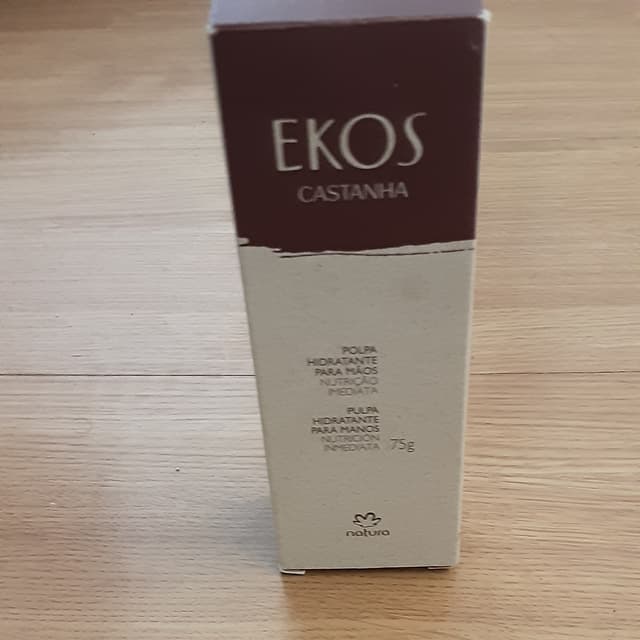 EKOS
CASTANHA
POLPA
HIDRATANTE
PARA MÃOS
NUTRIÇÃO
IMEDIATA
PULPA
HIDRATANTE
PARA MANOS
NUTRICIÓN
INMEDIATA 75g
natura